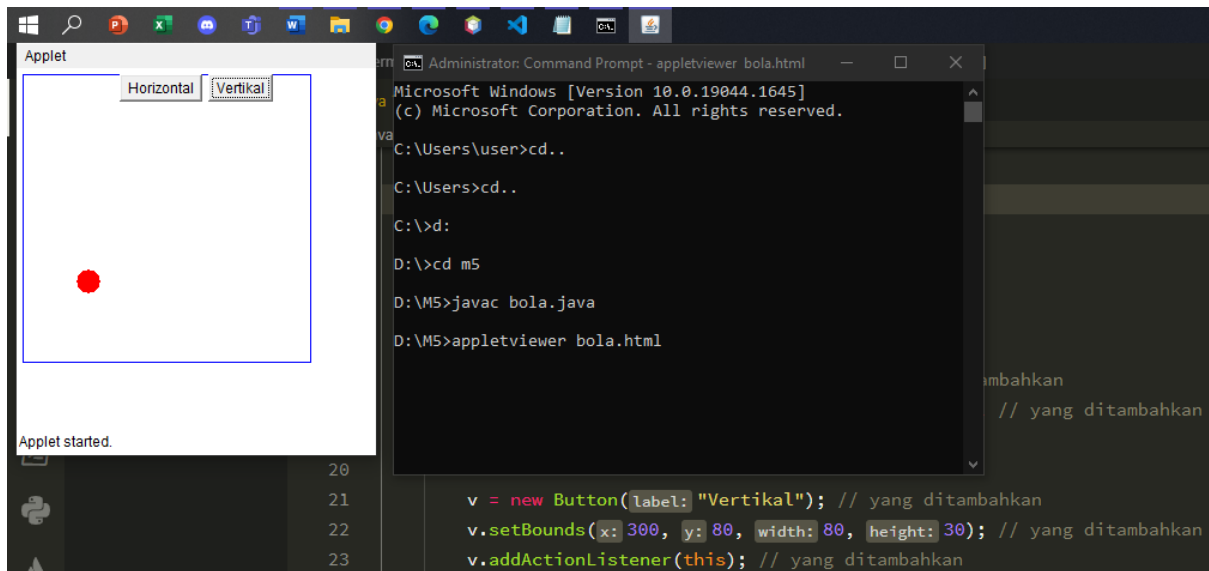 Applet
Horizontal Vertikal
Applet started.
Administrator: Command Prompt - appletviewer bola.html
Microsoft Windows [Version 10.0.19044.1645]
(c) Microsoft Corporation. All rights reserved.
C:\Users\user>cd..
C:\Users>cd..
C:\>d:
D:\>cd m5
D:\M5>javac bola.java
D:\M5>appletviewer bola.html
mbahkan
// yang ditambahkan
20
21 v = new Button(label: "Vertikal"); // yang ditambahkan
22 v.setBounds(x: 300, y: 80, width: 80, height: 30); // yang ditambahkan
23 v.addActionListener(this); // yang ditambahkan